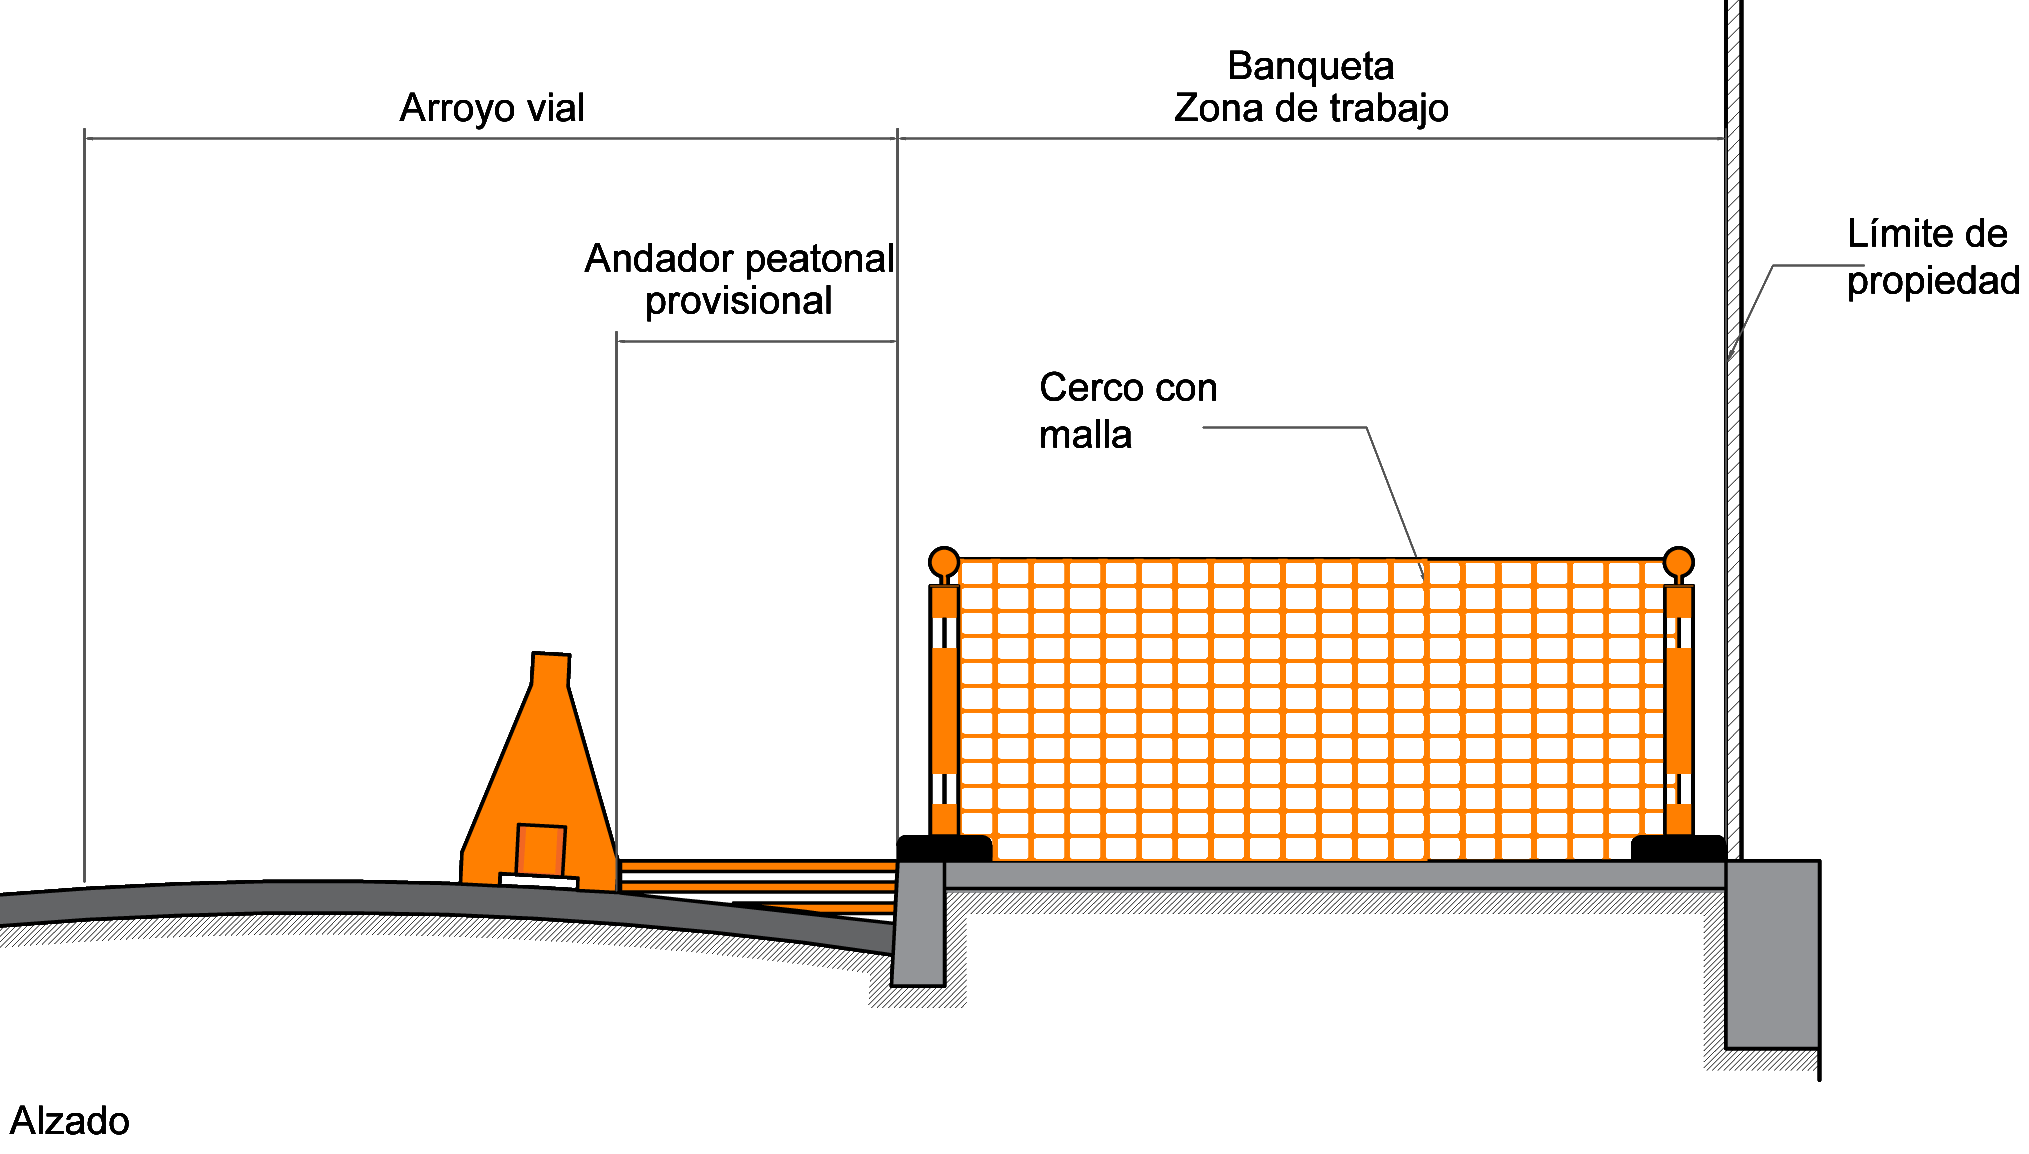 Banqueta
Arroyo vial
Zona de trabajo
Andador peatonal
provisional
Límite de
propiedad
Cerco con
malla
Alzado